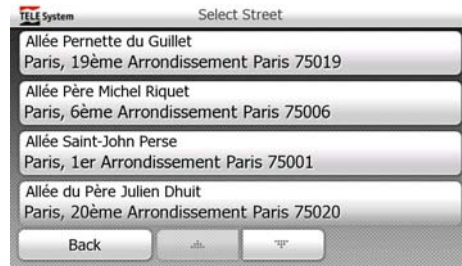 TELE System
Select Street
Allée Pernette du Guillet
Paris, 19ème Arrondissement Paris 75019
Allée Père Michel Riquet
Paris, 6ème Arrondissement Paris 75006
Allée Saint-John Perse
Paris, 1er Arrondissement Paris 75001
Allée du Père Julien Dhuit
Paris, 20ème Arrondissement Paris 75020
Back